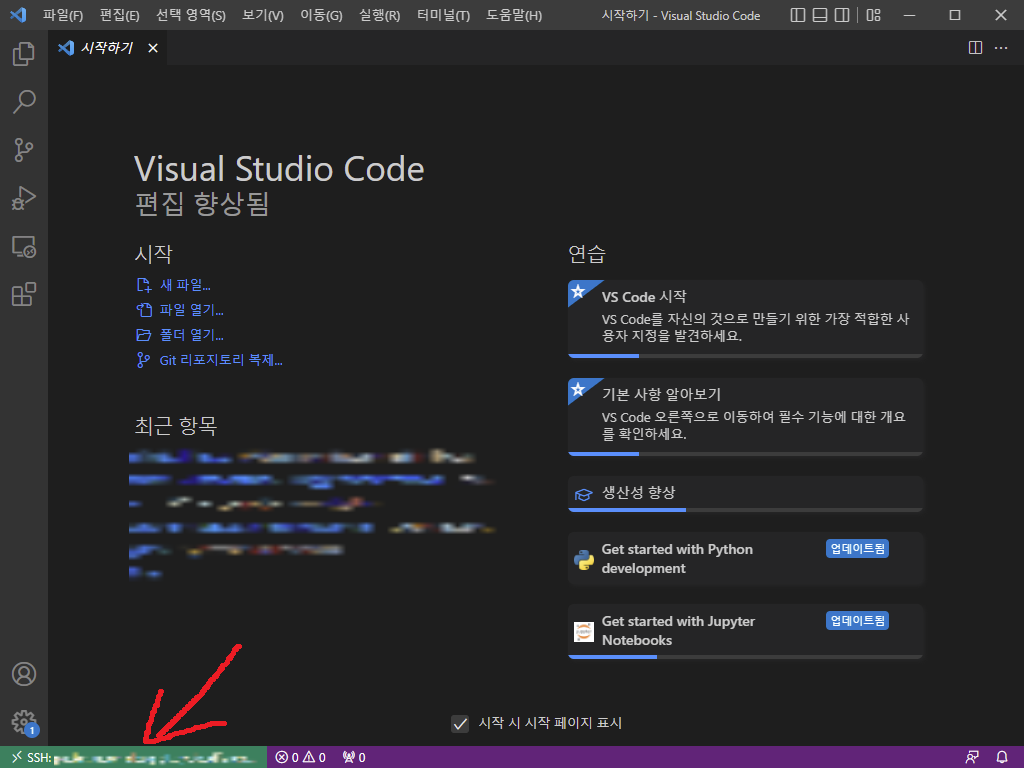 파일(F) 편집(E) 선택 영역(S) 보기(V) 이동(G) 실행(R) 터미널(T) 도움말(H) 시작하기 - Visual Studio Code
시작하기
Visual Studio Code
편집 향상됨
시작
새 파일...
파일 열기...
폴더 열기...
Git 리포지토리 복제...
최근 항목
연습
VS Code 시작
VS Code를 자신의 것으로 만들기 위한 가장 적합한 사
용자 지정을 발견하세요.
기본 사항 알아보기
VS Code 오른쪽으로 이동하여 필수 기능에 대한 개요
를 확인하세요.
생산성 향상
Get started with Python
development
업데이트됨
Get started with Jupyter
Notebooks
업데이트됨
시작 시 시작 페이지 표시
1
SSH: 0 0 0